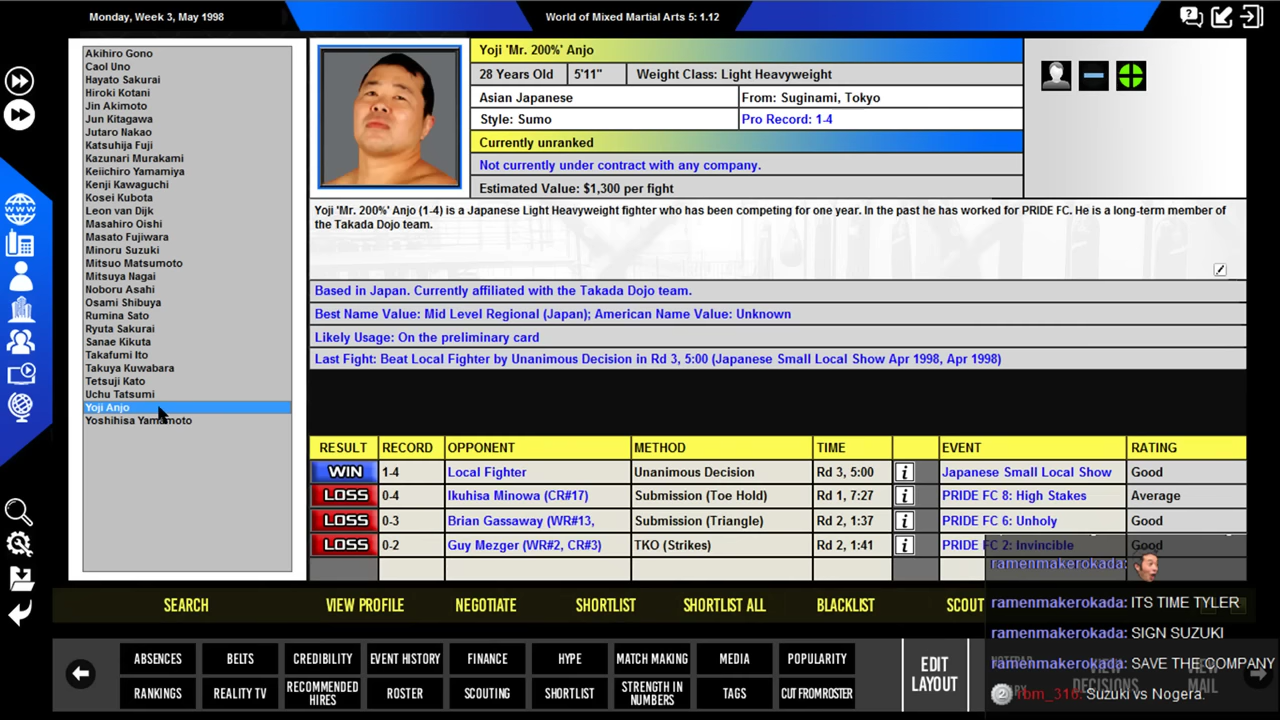 Monday, Week 3, May 1998
World of Mixed Martial Arts 5: 1.12
Akihiro Gono
Caol Uno
Hayato Sakurai
Hiroki Kotani
Jin Akimoto
Jun Kitagawa
Jutaro Nakao
Katsuhija Fuji
Kazunari Murakami
Keiichiro Yamamiya
Kenji Kawaguchi
Kosei Kubota
Leon van Dijk
Masahiro Oishi
Masato Fujiwara
Minoru Suzuki
Mitsuo Matsumoto
Mitsuya Nagai
Noboru Asahi
Osami Shibuya
Rumina Sato
Ryuta Sakurai
Sanae Kikuta
Takafumi Ito
Takuya Kuwabara
Tetsuji Kato
Uchu Tatsumi
Yoji Anjo
Yoshihisa Yamamoto
Yoji 'Mr. 200%' Anjo
28 Years Old
5'11"
Weight Class: Light Heavyweight
Asian Japanese
From: Suginami, Tokyo
Style: Sumo
Pro Record: 1-4
Currently unranked
Not currently under contract with any company.
Estimated Value: $1,300 per fight
Yoji 'Mr. 200%' Anjo (1-4) is a Japanese Light Heavyweight fighter who has been competing for one year. In the past he has worked for PRIDE FC. He is a long-term member of
the Takada Dojo team.
Based in Japan. Currently affiliated with the Takada Dojo team.
Best Name Value: Mid Level Regional (Japan); American Name Value: Unknown
Likely Usage: On the preliminary card
Last Fight: Beat Local Fighter by Unanimous Decision in Rd 3, 5:00 (Japanese Small Local Show Apr 1998, Apr 1998)
RESULT RECORD OPPONENT METHOD TIME EVENT RATING
WIN 1-4 Local Fighter Unanimous Decision Rd 3, 5:00 i Japanese Small Local Show Good
LOSS 0-4 Ikuhisa Minowa (CR#17) Submission (Toe Hold) Rd 1, 7:27 i PRIDE FC 8: High Stakes Average
LOSS 0-3 Brian Gassaway (WR#13, Submission (Triangle) Rd 2, 1:37 i PRIDE FC 6: Unholy Good
LOSS 0-2 Guy Mezger (WR#2, CR#3) TKO (Strikes) Rd 2, 1:41 i PRIDE FC 2: Invincible Good
ramenmakerokada:
ramenmakerokada: ITS TIME TYLER
ramenmakerokada: SIGN SUZUKI
ramenmakerokada: SAVE THE COMPANY
2 rbm_316: Suzuki vs Nogera.
SEARCH
VIEW PROFILE
NEGOTIATE
SHORTLIST
SHORTLIST ALL
BLACKLIST
SCOUT
ABSENCES
BELTS
CREDIBILITY
EVENT HISTORY
FINANCE
HYPE
MATCH MAKING
MEDIA
POPULARITY
RANKINGS
REALITY TV
RECOMMENDED
HIRES
ROSTER
SCOUTING
SHORTLIST
STRENGTH IN
NUMBERS
TAGS
CUT FROM ROSTER
EDIT
LAYOUT
VIEW
DECISIONS
VIEW
MAIL